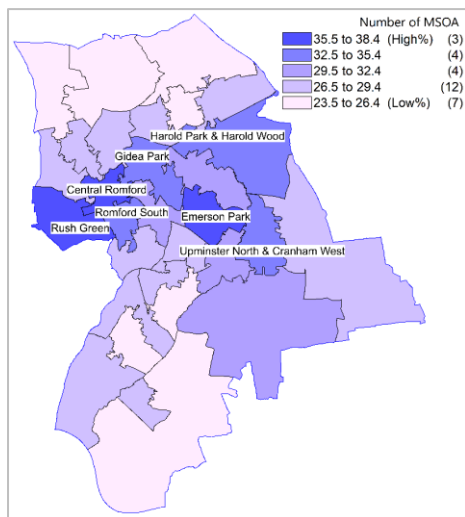 Number of MSOA
35.5 to 38.4 (High%) (3)
32.5 to 35.4 (4)
29.5 to 32.4 (4)
26.5 to 29.4 (12)
23.5 to 26.4 (Low%) (7)
Harold Park & Harold Wood
Gidea Park
Central Romford
Romford South
Emerson Park
Rush Green
Upminster North & Cranham West